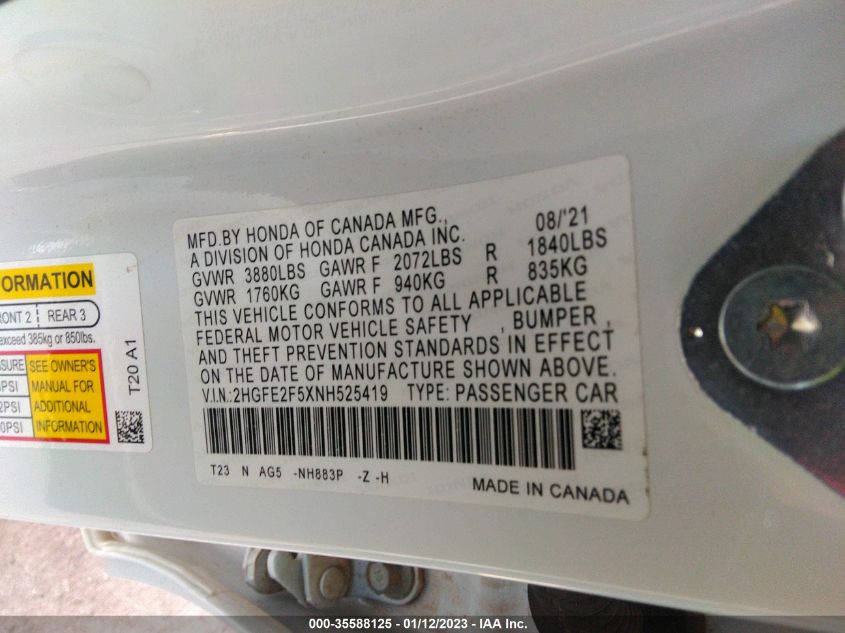 MFD.BY HONDA OF CANADA MFG., 08/'21
A DIVISION OF HONDA CANADA INC.
GVWR 3880LBS GAWR F 2072LBS R 1840LBS
GVWR 1760KG GAWR F 940KG R 835KG
THIS VEHICLE CONFORMS TO ALL APPLICABLE
FEDERAL MOTOR VEHICLE SAFETY , BUMPER ,
AND THEFT PREVENTION STANDARDS IN EFFECT
ON THE DATE OF MANUFACTURE SHOWN ABOVE.
V.I.N.:2HGFE2F5XNH525419 TYPE: PASSENGER CAR
T23 N AG5 -NH883P -Z -H
MADE IN CANADA
REAR 3
exceed 385kg or 850lbs.
SEE OWNER'S
PSI MANUAL FOR
2PSI ADDITIONAL
0PSI INFORMATION
T20 A1
000-35588125 - 01/12/2023 - IAA Inc.